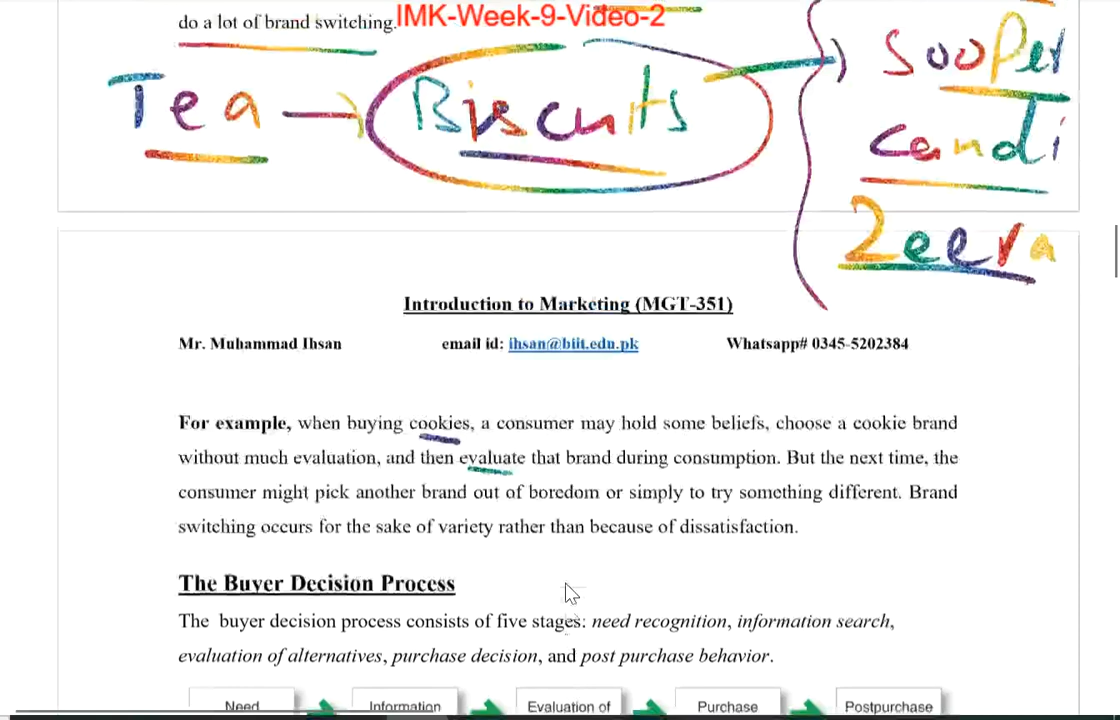 do a lot of brand switching.
IMK-Week-9-Video-2
Tea → Biscuits
Sooper
candi
Zeera
Introduction to Marketing (MGT-351)
Mr. Muhammad Ihsan email id: ihsan@biit.edu.pk Whatsapp# 0345-5202384
For example, when buying cookies, a consumer may hold some beliefs, choose a cookie brand
without much evaluation, and then evaluate that brand during consumption. But the next time, the
consumer might pick another brand out of boredom or simply to try something different. Brand
switching occurs for the sake of variety rather than because of dissatisfaction.
The Buyer Decision Process
The buyer decision process consists of five stages: need recognition, information search,
evaluation of alternatives, purchase decision, and post purchase behavior.
Need Information Evaluation of Purchase Postpurchase